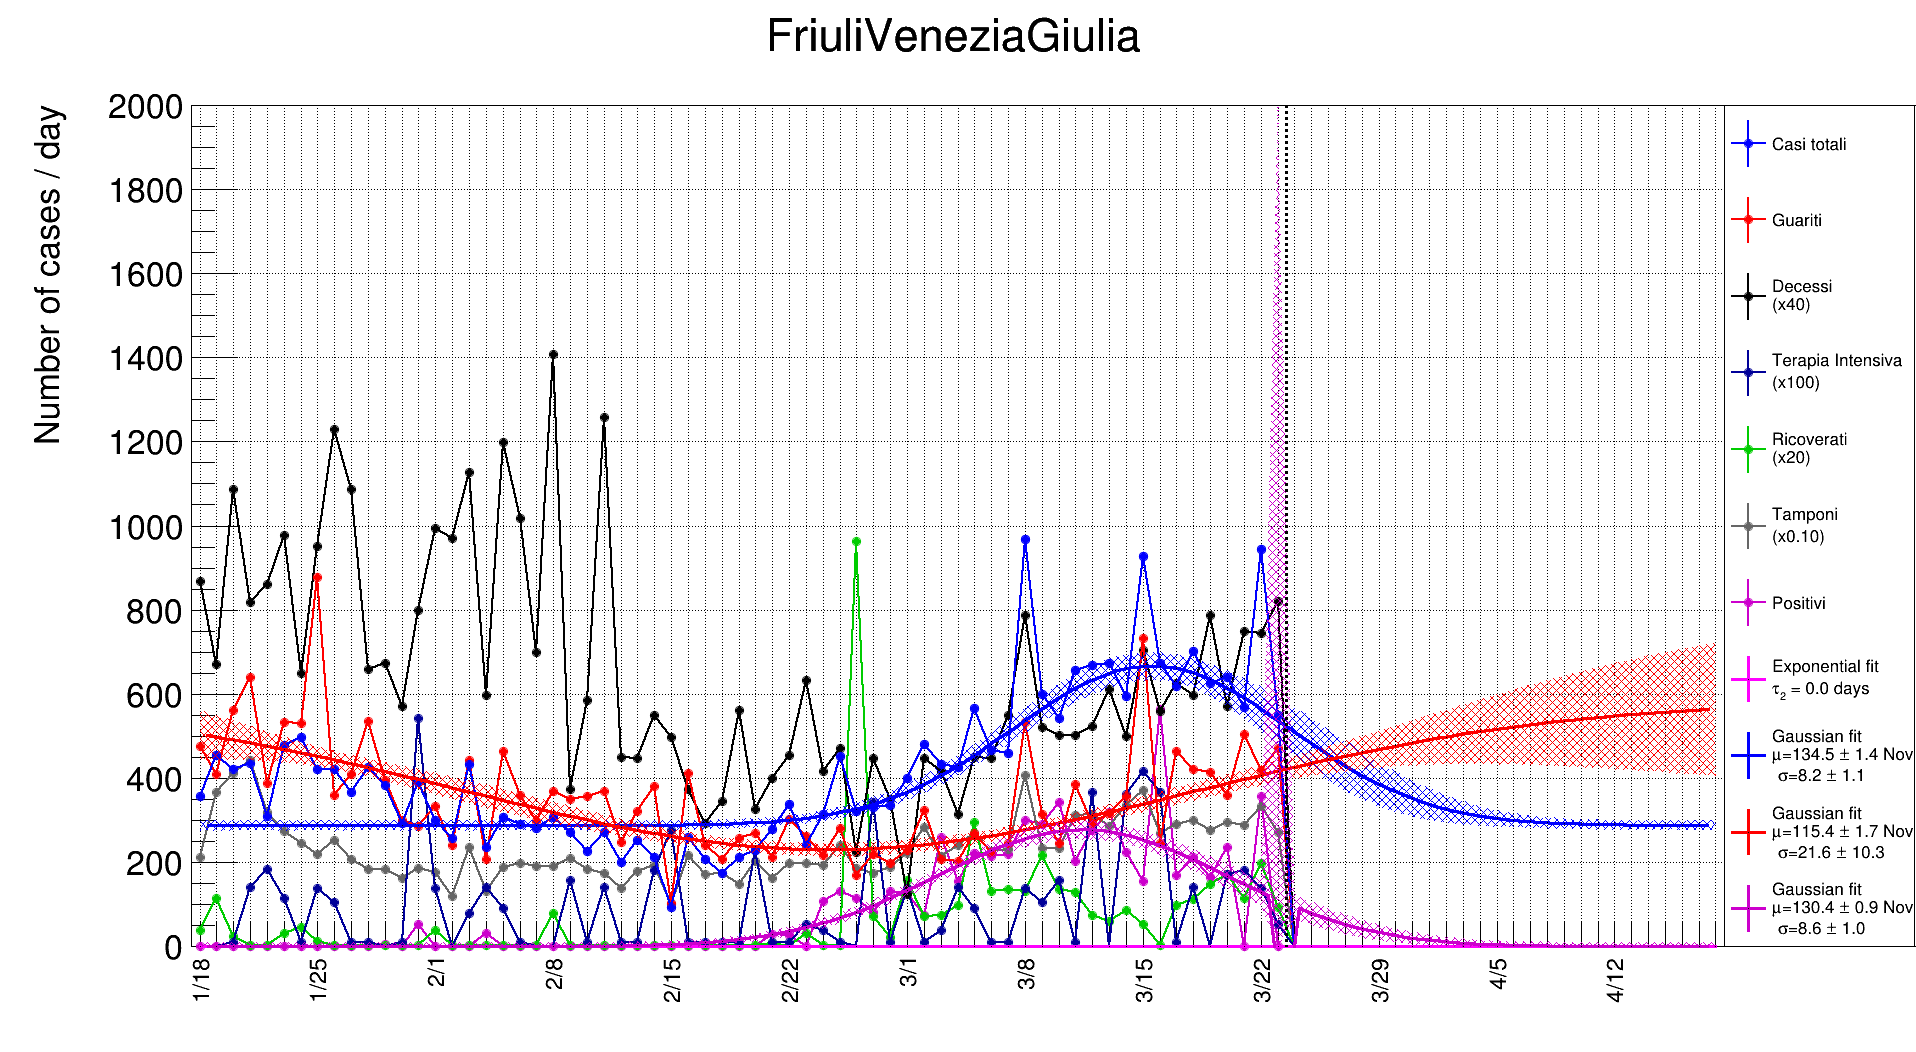 FriuliVeneziaGiulia
Number of cases / day
2000
1800
1600
1400
1200
1000
800
600
400
200
0
1/18
1/25
2/1
2/8
2/15
2/22
3/1
3/8
3/15
3/22
3/29
4/5
4/12
Casi totali
Guariti
Decessi
(x40)
Terapia Intensiva
(x100)
Ricoverati
(x20)
Tamponi
(x0.10)
Positivi
Exponential fit
τ2 = 0.0 days
Gaussian fit
μ=134.5 ± 1.4 Nov
σ=8.2 ± 1.1
Gaussian fit
μ=115.4 ± 1.7 Nov
σ=21.6 ± 10.3
Gaussian fit
μ=130.4 ± 0.9 Nov
σ=8.6 ± 1.0